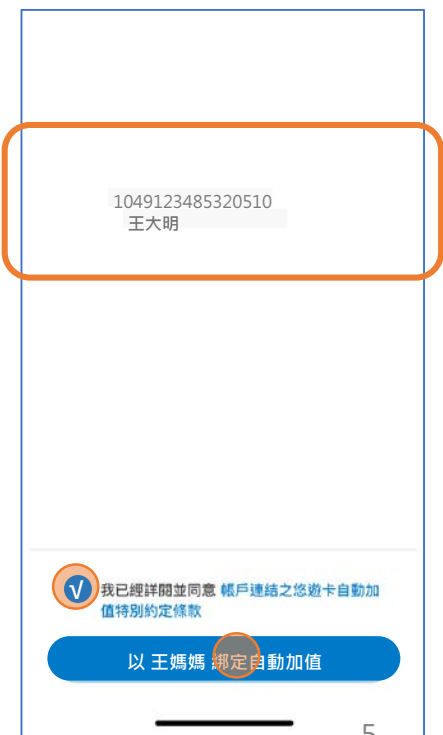 1049123485320510
王大明
√
我已經詳閱並同意 帳戶連結之悠遊卡自動加
值特別約定條款
以 王媽媽 綁定自動加值
5